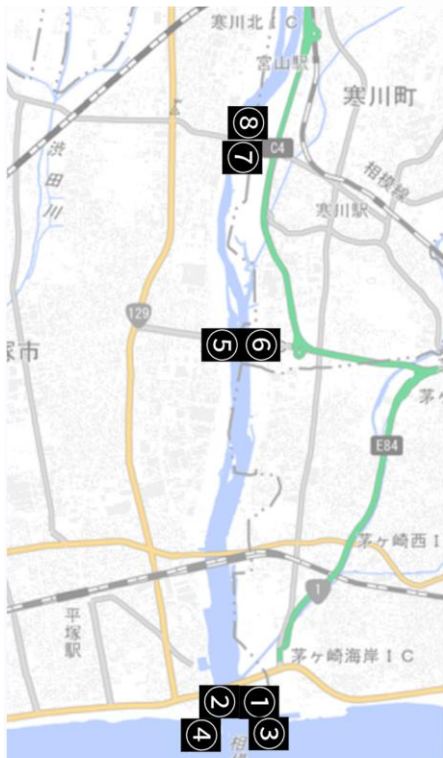 寒川北IC
宮山駅
寒川町
⑧
⑦
C4
相模線
渋田川
寒川駅
129
⑤
⑥
塚市
茅ヶ
E84
茅ヶ崎西I
1
平塚駅
茅ヶ崎海岸IC
②
①
④
③
相模